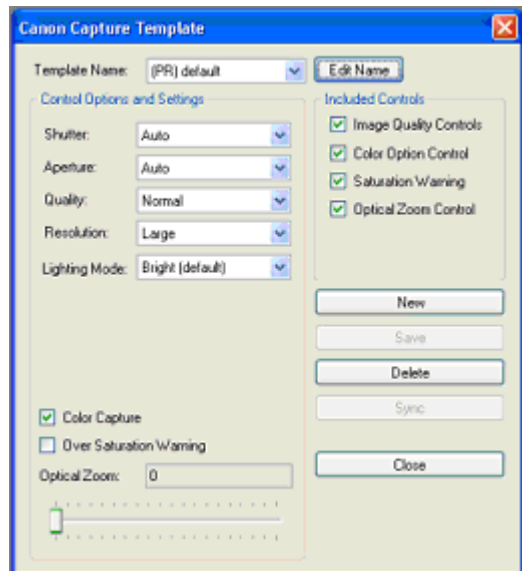 Canon Capture Template
Template Name: (PR) default Edit Name
Control Options and Settings
Shutter: Auto
Aperture: Auto
Quality: Normal
Resolution: Large
Lighting Mode: Bright (default)
Color Capture
Over Saturation Warning
Optical Zoom: 0
Included Controls
Image Quality Controls
Color Option Control
Saturation Warning
Optical Zoom Control
New
Save
Delete
Sync
Close